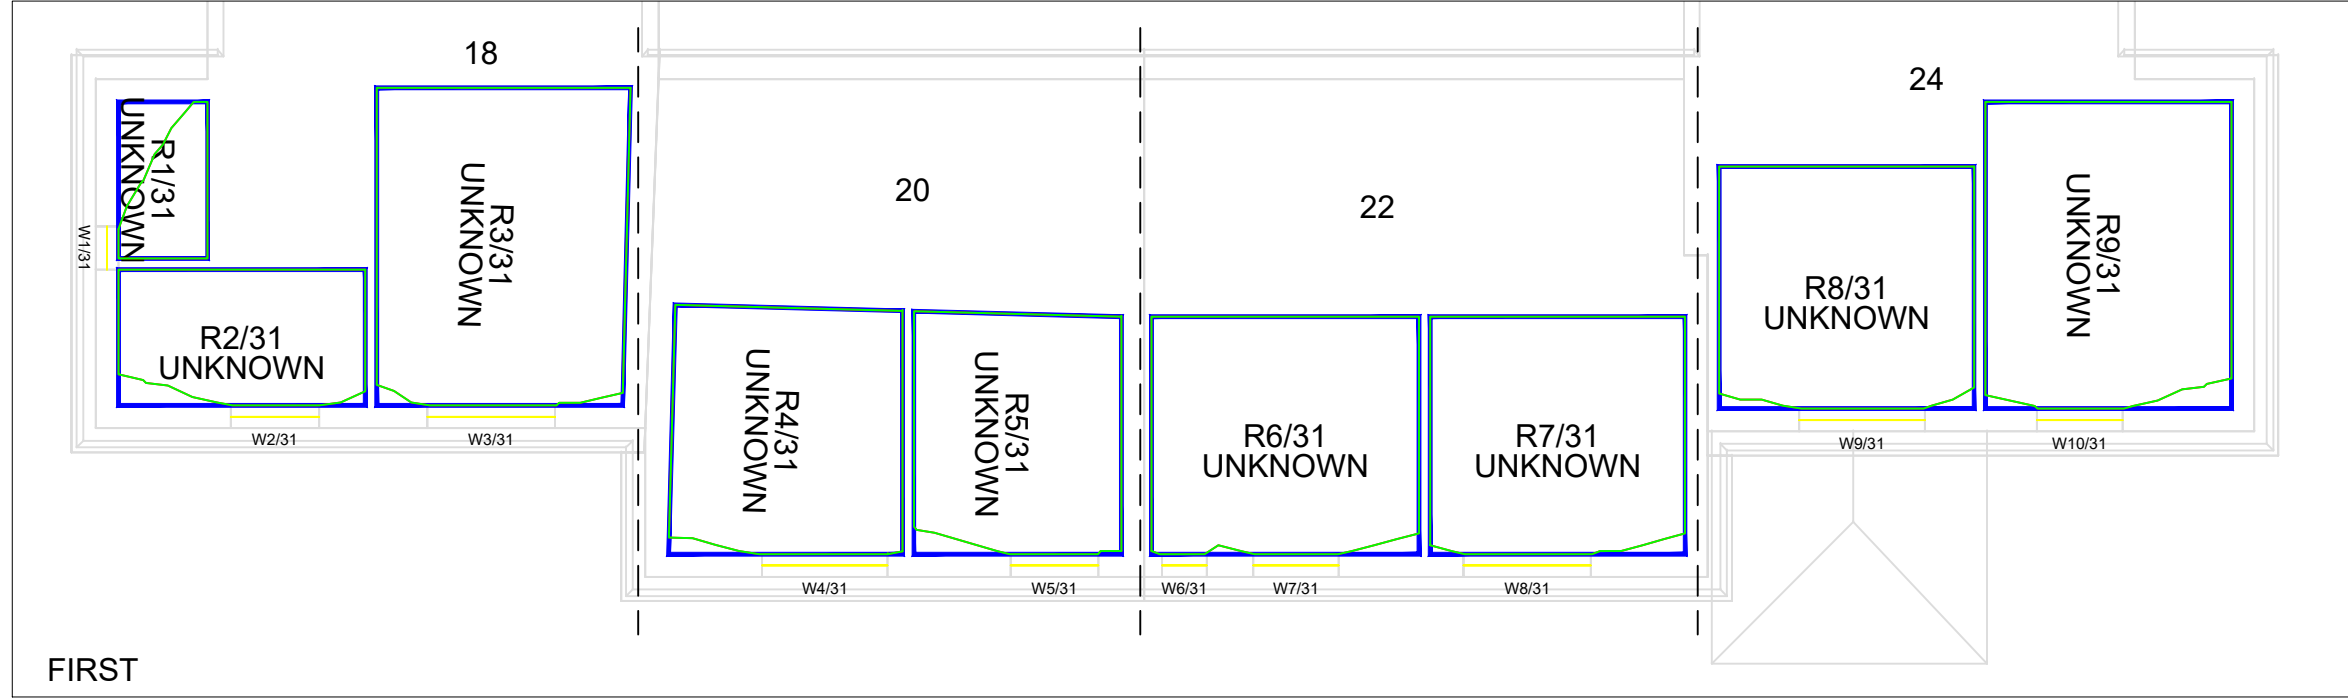 18
24
20
22
R1/31
UNKNOWN
W1/31
R2/31
UNKNOWN
W2/31
R3/31
UNKNOWN
W3/31
R4/31
UNKNOWN
W4/31
R5/31
UNKNOWN
W5/31
R6/31
UNKNOWN
W6/31
W7/31
R7/31
UNKNOWN
W8/31
R8/31
UNKNOWN
W9/31
R9/31
UNKNOWN
W10/31
FIRST